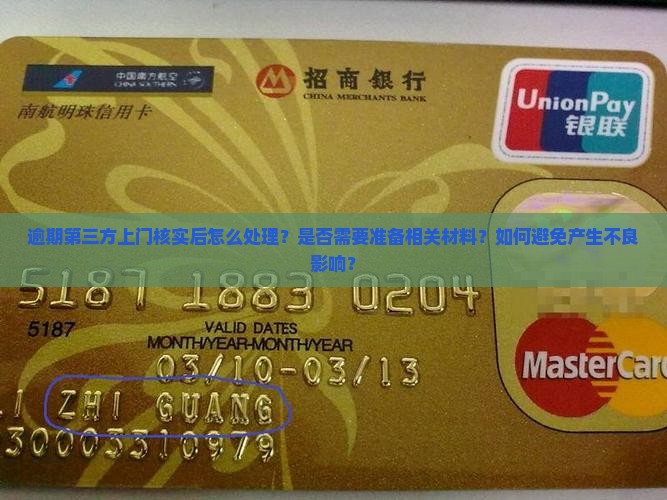 中国南方航空
CHINA SOUTHERN
招商银行
CHINA MERCHANTS BANK
南航明珠信用卡
UnionPay
银联
逾期第三方上门核实后怎么处理？是否需要准备相关材料？如何避免产生不良
影响？
5187 1883 0204
5187
VALID DATES
MONTH/YEAR-MONTH/YEAR
03/10-03/13
MasterCard
LI ZHI GUANG
30003310979